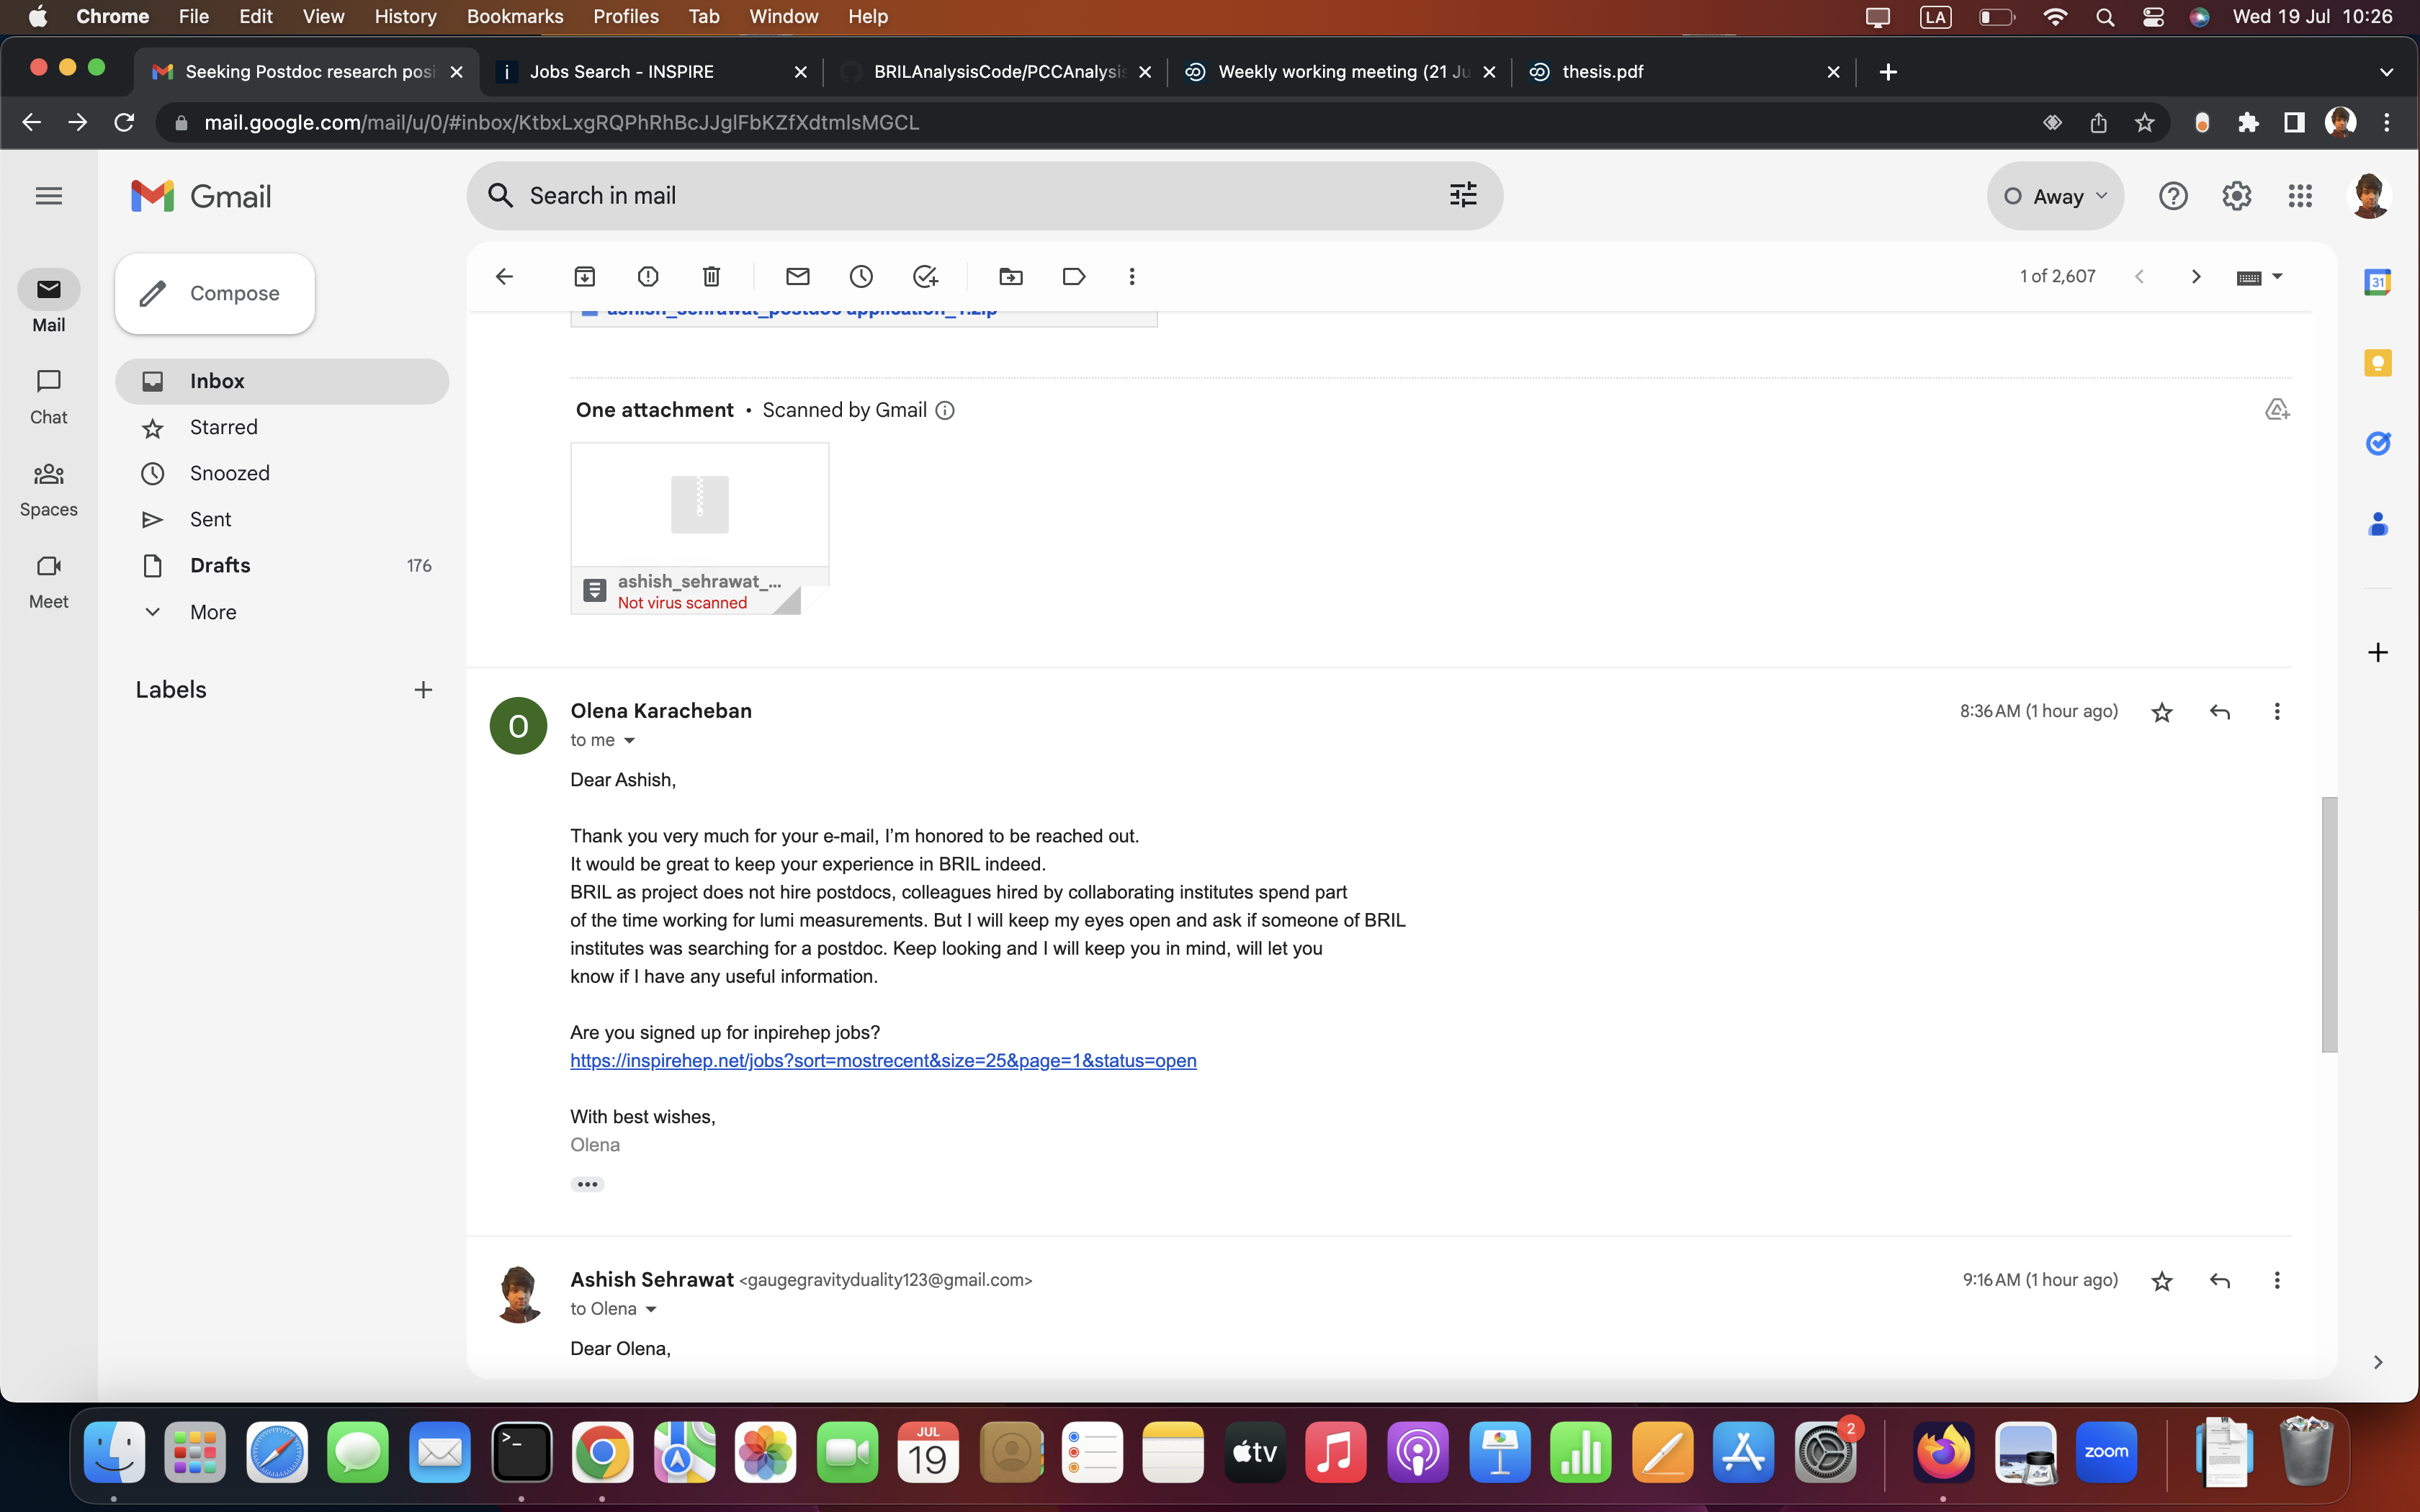 Chrome File Edit View History Bookmarks Profiles Tab Window Help LA Wed 19 Jul 10:26
Seeking Postdoc research posi Jobs Search - INSPIRE BRILAnalysisCode/PCCAnalysis Weekly working meeting (21 Ju thesis.pdf
mail.google.com/mail/u/0/#inbox/KtbxLxgRQPhRhBcJJglFbKZfXdtmlsMGCL
Gmail
Search in mail
Away
Compose
1 of 2,607
31
Mail
Chat
Spaces
Meet
Inbox
Starred
Snoozed
Sent
Drafts 176
More
Labels
ashish_sehrawat_postdoc application_1.zip
One attachment • Scanned by Gmail
ashish_sehrawat_...
Not virus scanned
O
Olena Karacheban
8:36 AM (1 hour ago)
to me
Dear Ashish,
Thank you very much for your e-mail, I'm honored to be reached out.
It would be great to keep your experience in BRIL indeed.
BRIL as project does not hire postdocs, colleagues hired by collaborating institutes spend part
of the time working for lumi measurements. But I will keep my eyes open and ask if someone of BRIL
institutes was searching for a postdoc. Keep looking and I will keep you in mind, will let you
know if I have any useful information.
Are you signed up for inpirehep jobs?
https://inspirehep.net/jobs?sort=mostrecent&size=25&page=1&status=open
With best wishes,
Olena
Ashish Sehrawat <gaugegravityduality123@gmail.com>
9:16 AM (1 hour ago)
to Olena
Dear Olena,
JUL
19
tv
2
zoom